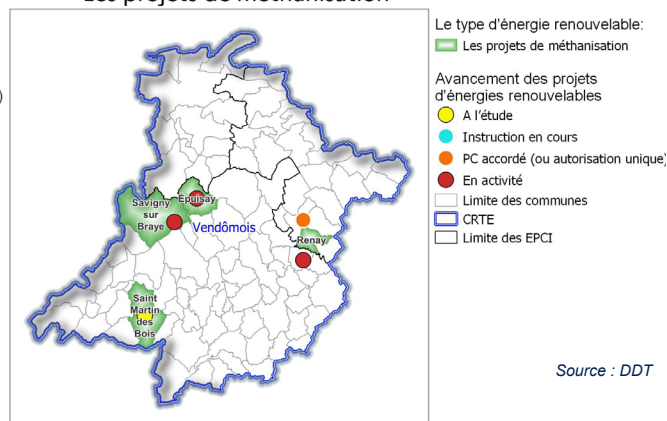 Les projets de méthanisation
)
Le type d'énergie renouvelable:
Les projets de méthanisation
Avancement des projets
d'énergies renouvelables
A l'étude
Instruction en cours
PC accordé (ou autorisation unique)
En activité
Limite des communes
CRTE
Limite des EPCI
Epuisay
Savigny
sur
Braye
Vendômois
Renay
Saint
Martin
des
Bois
Source : DDT